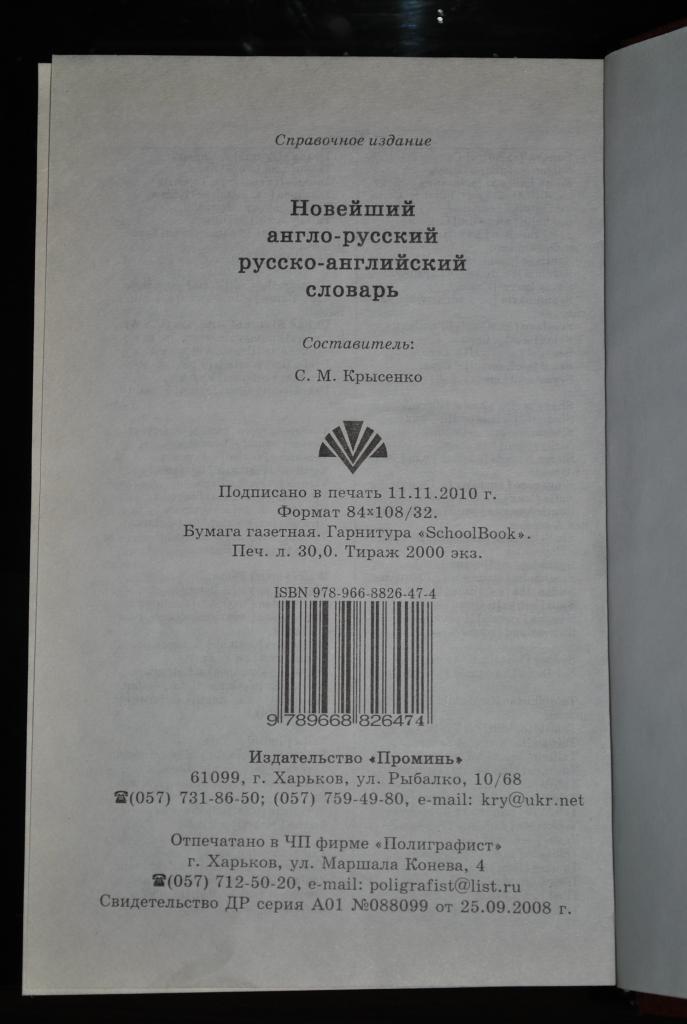 Справочное издание
Новейший
англо-русский
русско-английский
словарь
Составитель:
С. М. Крысенко
Подписано в печать 11.11.2010 г.
Формат 84×108/32.
Бумага газетная. Гарнитура «SchoolBook».
Печ. л. 30,0. Тираж 2000 экз.
ISBN 978-966-8826-47-4
9 789668 826474
Издательство «Проминь»
61099, г. Харьков, ул. Рыбалко, 10/68
☎(057) 731-86-50; (057) 759-49-80, e-mail: kry@ukr.net
Отпечатано в ЧП фирме «Полиграфист»
г. Харьков, ул. Маршала Конева, 4
☎(057) 712-50-20, e-mail: poligrafist@list.ru
Свидетельство ДР серия А01 №088099 от 25.09.2008 г.